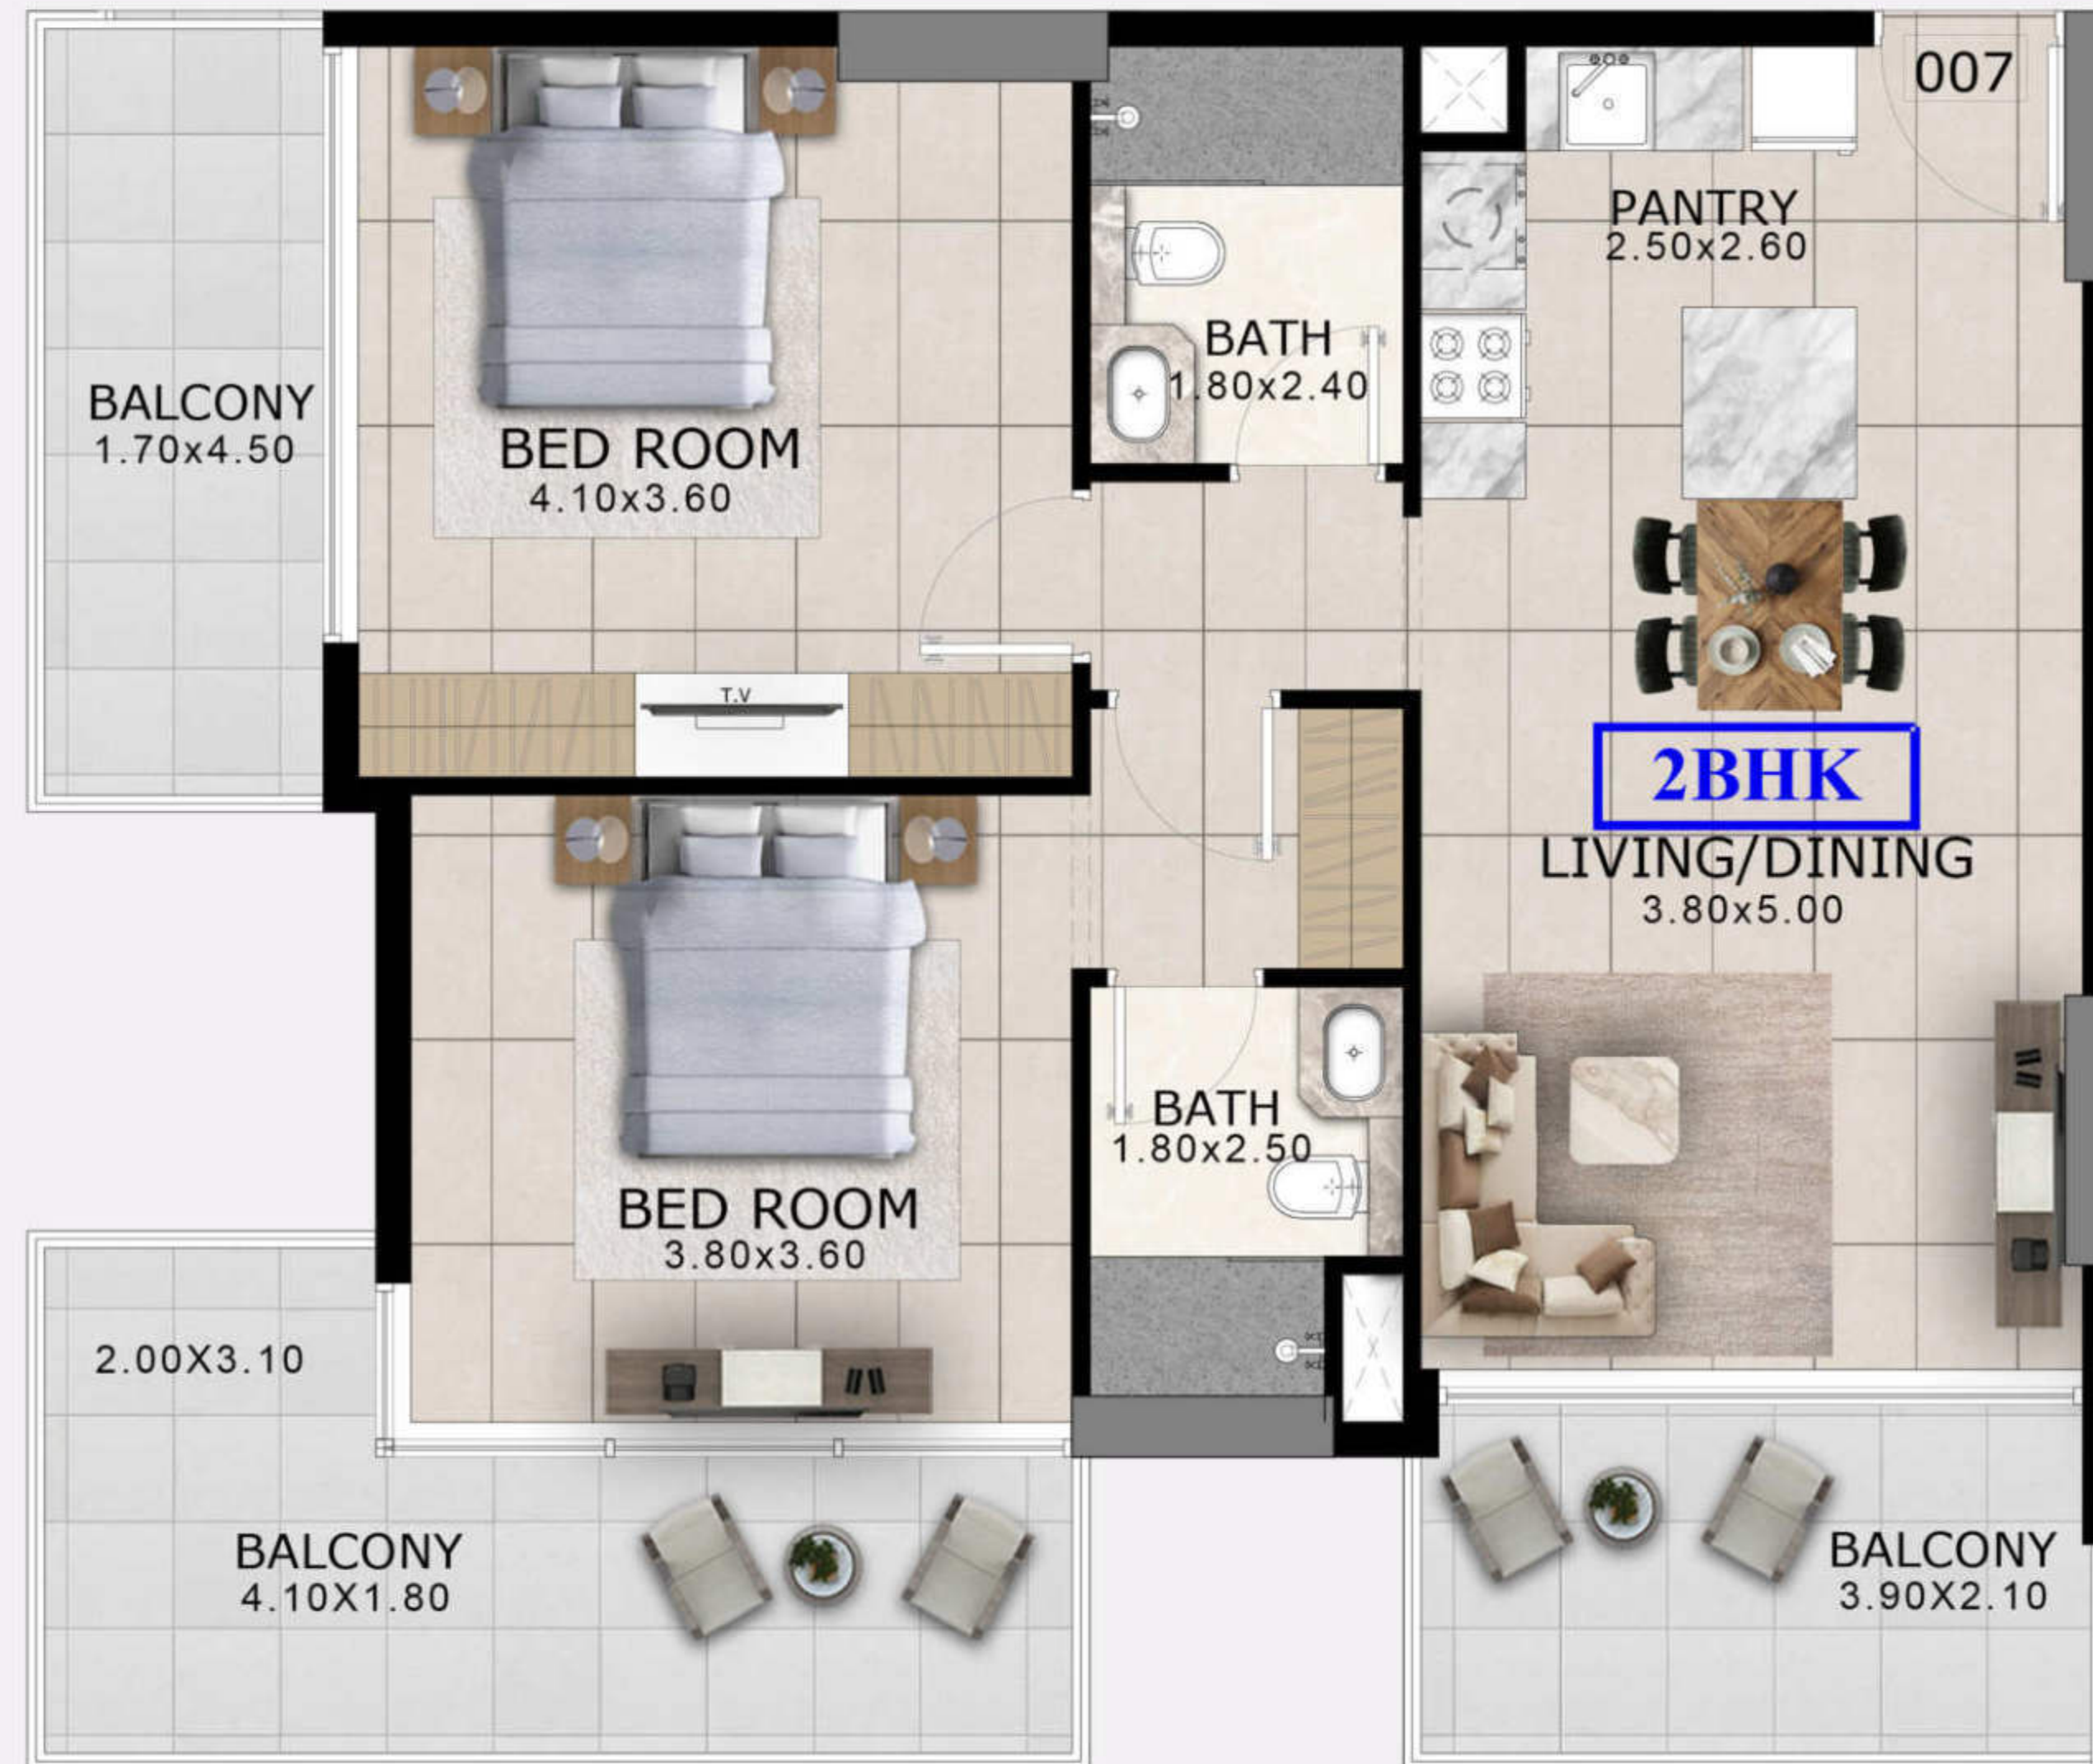 007
PANTRY
2.50x2.60
BATH
1.80x2.40
BALCONY
1.70x4.50
BED ROOM
4.10x3.60
T.V
2BHK
LIVING/DINING
3.80x5.00
BATH
1.80x2.50
BED ROOM
3.80x3.60
2.00X3.10
BALCONY
4.10X1.80
BALCONY
3.90X2.10